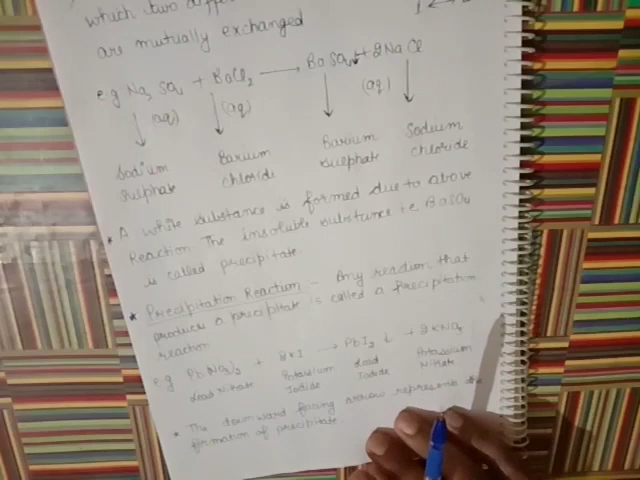 which two
are mutually exchanged
e.g Na2 SO4 + BaCl2 → BaSO4↓ + 2NaCl
(aq) (aq) (aq)
Sodium Barium Barium Sodium
sulphate chloride sulphate chloride
* A white substance is formed due to above
Reaction The insoluble substance i.e BaSO4
is called precipitate.
* Precipitation Reaction - Any reaction that
produces a precipitate is called a precipitation
reaction
e.g Pb(NO3)2 + 2KI → PbI2 ↓ + 2KNO3
Lead Nitrate Potassium Lead Potassium
Iodide Iodide Nitrate
* The downward facing arrow represents the
formation of precipitate.